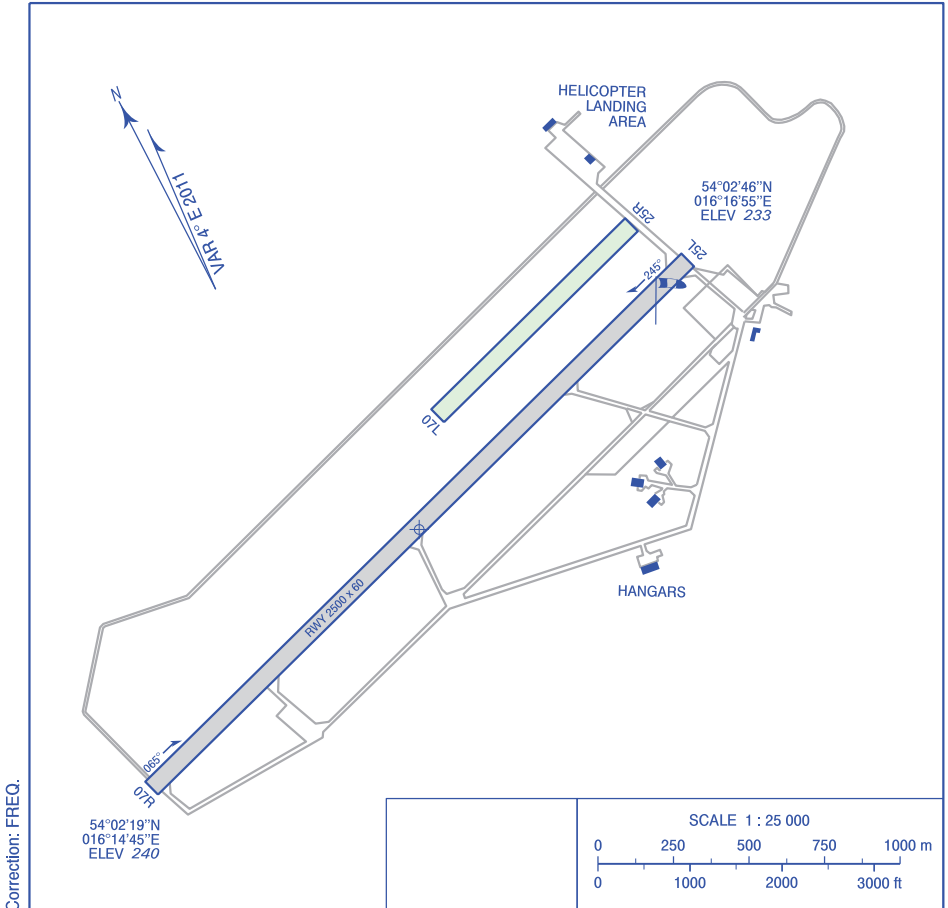 N
VAR 4° E 2011
HELICOPTER
LANDING
AREA
54°02'46"N
016°16'55"E
ELEV 233
25R
25L
245°
07L
RWY 2500 x 60
HANGARS
065°
07R
54°02'19"N
016°14'45"E
ELEV 240
Correction: FREQ.
SCALE 1 : 25 000
0 250 500 750 1000 m
0 1000 2000 3000 ft